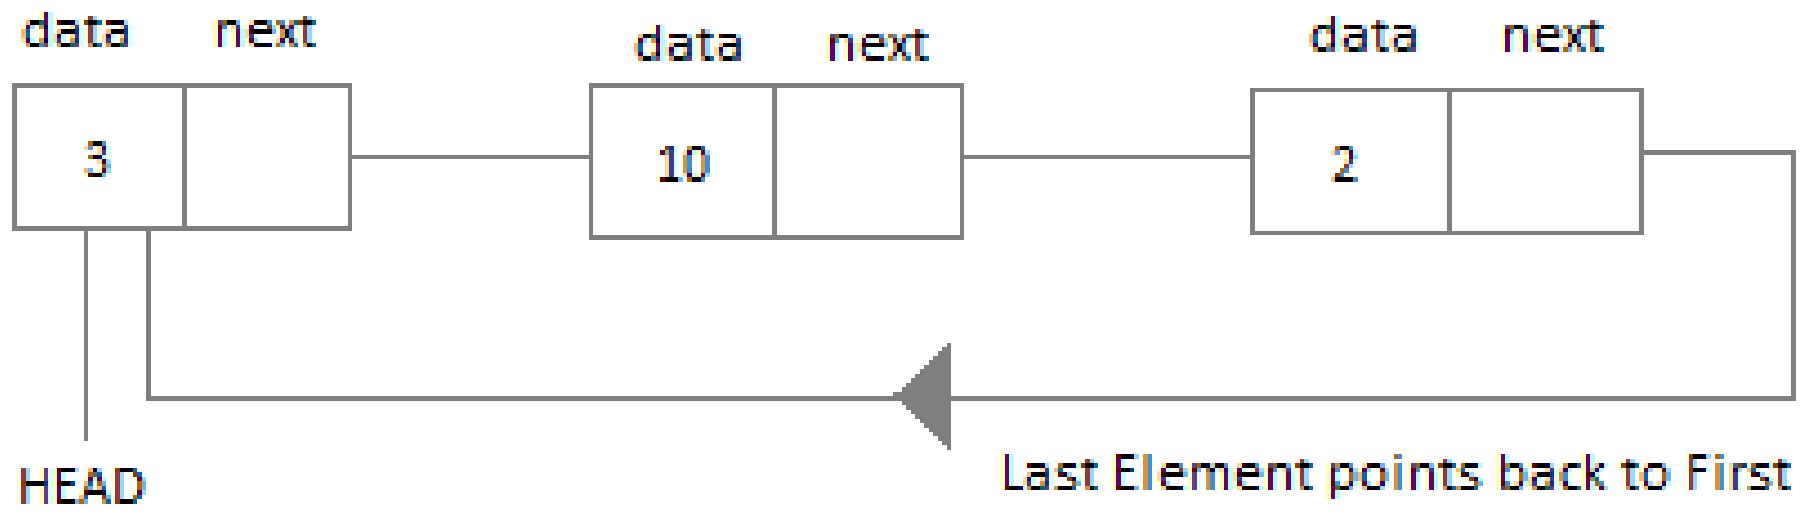 data next
data next
data next
3
10
2
HEAD
Last Element points back to First